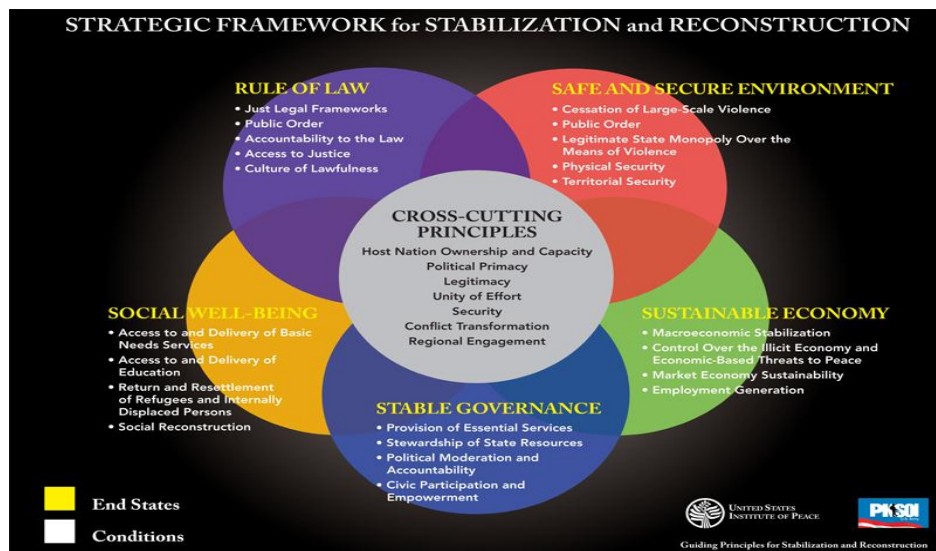 STRATEGIC FRAMEWORK for STABILIZATION and RECONSTRUCTION
RULE OF LAW
• Just Legal Frameworks
• Public Order
• Accountability to the Law
• Access to Justice
• Culture of Lawfulness
SAFE AND SECURE ENVIRONMENT
• Cessation of Large-Scale Violence
• Public Order
• Legitimate State Monopoly Over the
Means of Violence
• Physical Security
• Territorial Security
CROSS-CUTTING
PRINCIPLES
Host Nation Ownership and Capacity
Political Primacy
Legitimacy
Unity of Effort
Security
Conflict Transformation
Regional Engagement
SOCIAL WELL-BEING
• Access to and Delivery of Basic
Needs Services
• Access to and Delivery of
Education
• Return and Resettlement
of Refugees and Internally
Displaced Persons
• Social Reconstruction
SUSTAINABLE ECONOMY
• Macroeconomic Stabilization
• Control Over the Illicit Economy and
Economic-Based Threats to Peace
• Market Economy Sustainability
• Employment Generation
STABLE GOVERNANCE
• Provision of Essential Services
• Stewardship of State Resources
• Political Moderation and
Accountability
• Civic Participation and
Empowerment
End States
Conditions
UNITED STATES
INSTITUTE OF PEACE
PKSOI
Guiding Principles for Stabilization and Reconstruction